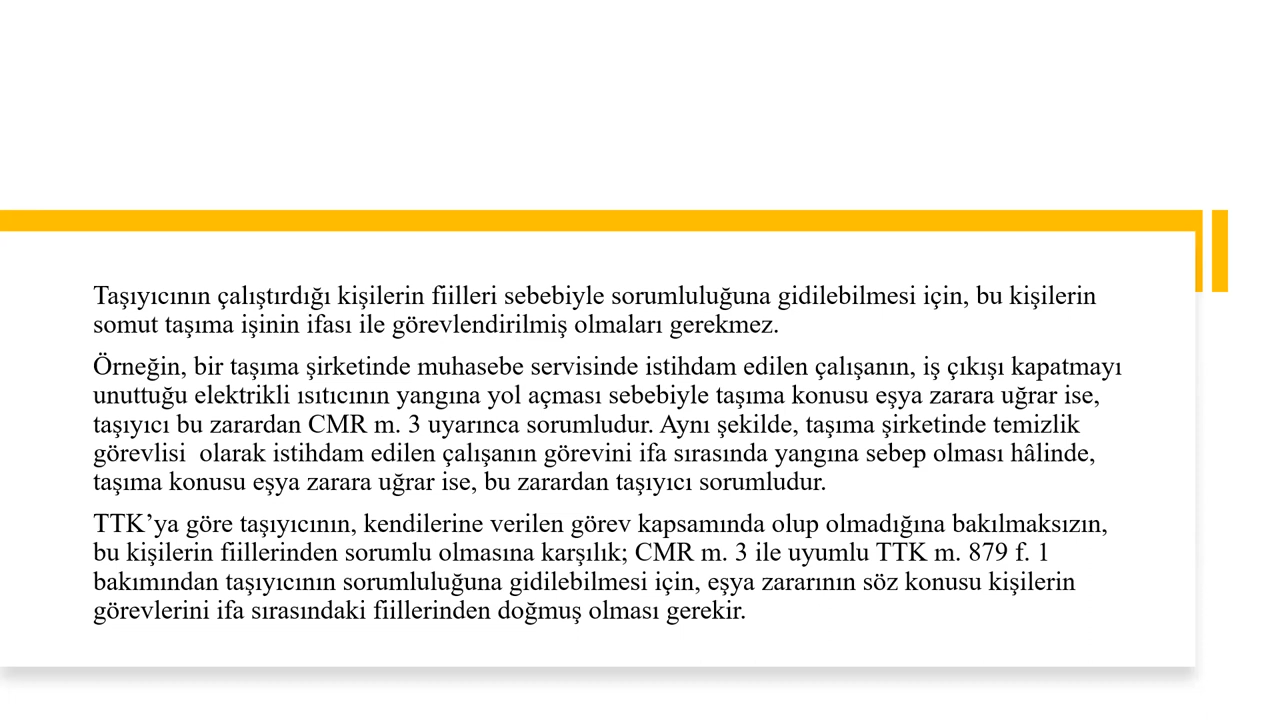 Taşıyıcının çalıştırdığı kişilerin fiilleri sebebiyle sorumluluğuna gidilebilmesi için, bu kişilerin
somut taşıma işinin ifası ile görevlendirilmiş olmaları gerekmez.
Örneğin, bir taşıma şirketinde muhasebe servisinde istihdam edilen çalışanın, iş çıkışı kapatmayı
unuttuğu elektrikli ısıtıcının yangına yol açması sebebiyle taşıma konusu eşya zarara uğrar ise,
taşıyıcı bu zarardan CMR m. 3 uyarınca sorumludur. Aynı şekilde, taşıma şirketinde temizlik
görevlisi  olarak istihdam edilen çalışanın görevini ifa sırasında yangına sebep olması hâlinde,
taşıma konusu eşya zarara uğrar ise, bu zarardan taşıyıcı sorumludur.
TTK’ya göre taşıyıcının, kendilerine verilen görev kapsamında olup olmadığına bakılmaksızın,
bu kişilerin fiillerinden sorumlu olmasına karşılık; CMR m. 3 ile uyumlu TTK m. 879 f. 1
bakımından taşıyıcının sorumluluğuna gidilebilmesi için, eşya zararının söz konusu kişilerin
görevlerini ifa sırasındaki fiillerinden doğmuş olması gerekir.